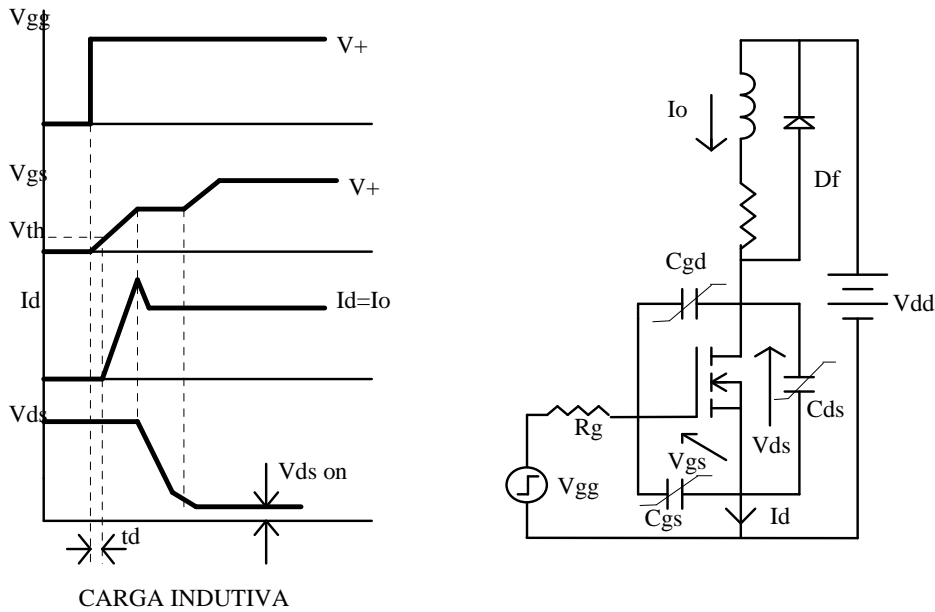 Vgg
V+
Vgs
V+
Vth
Id
Id=Io
Vds
Vds on
td
CARGA INDUTIVA
Io
Df
Cgd
Vdd
Cds
Rg
Vgs
Vds
Vgg
Cgs
Id